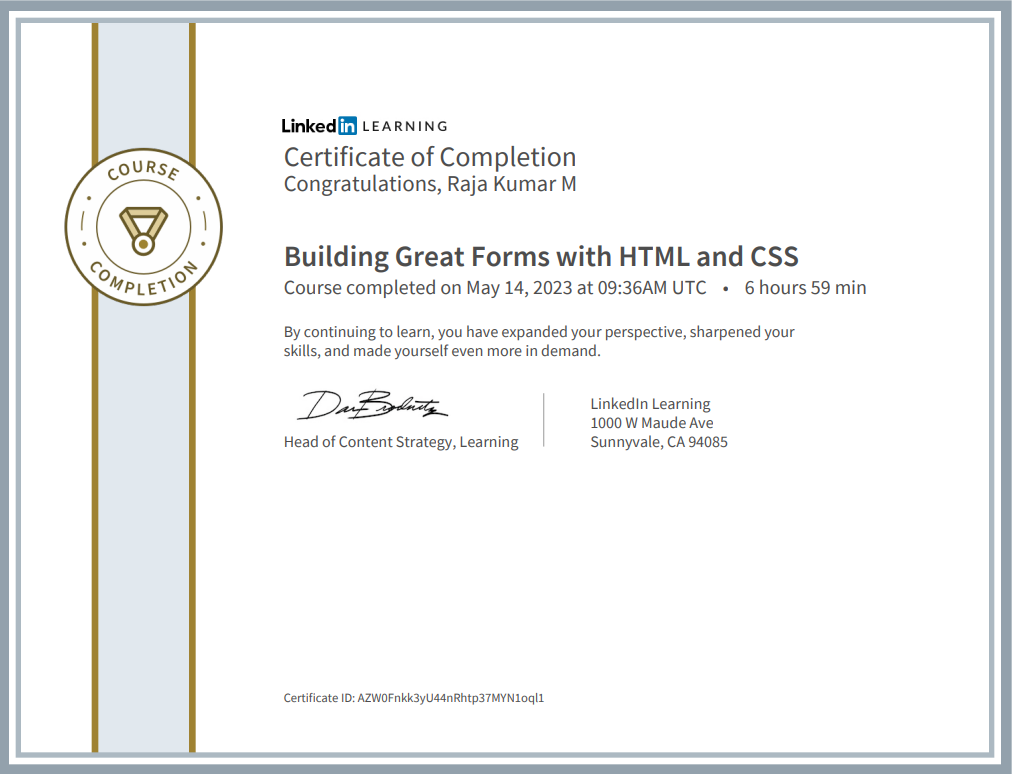 COURSE
COMPLETION
Linkedin LEARNING
Certificate of Completion
Congratulations, Raja Kumar M
Building Great Forms with HTML and CSS
Course completed on May 14, 2023 at 09:36AM UTC • 6 hours 59 min
By continuing to learn, you have expanded your perspective, sharpened your
skills, and made yourself even more in demand.
Head of Content Strategy, Learning
LinkedIn Learning
1000 W Maude Ave
Sunnyvale, CA 94085
Certificate ID: AZW0Fnkk3yU44nRhtp37MYN1oql1